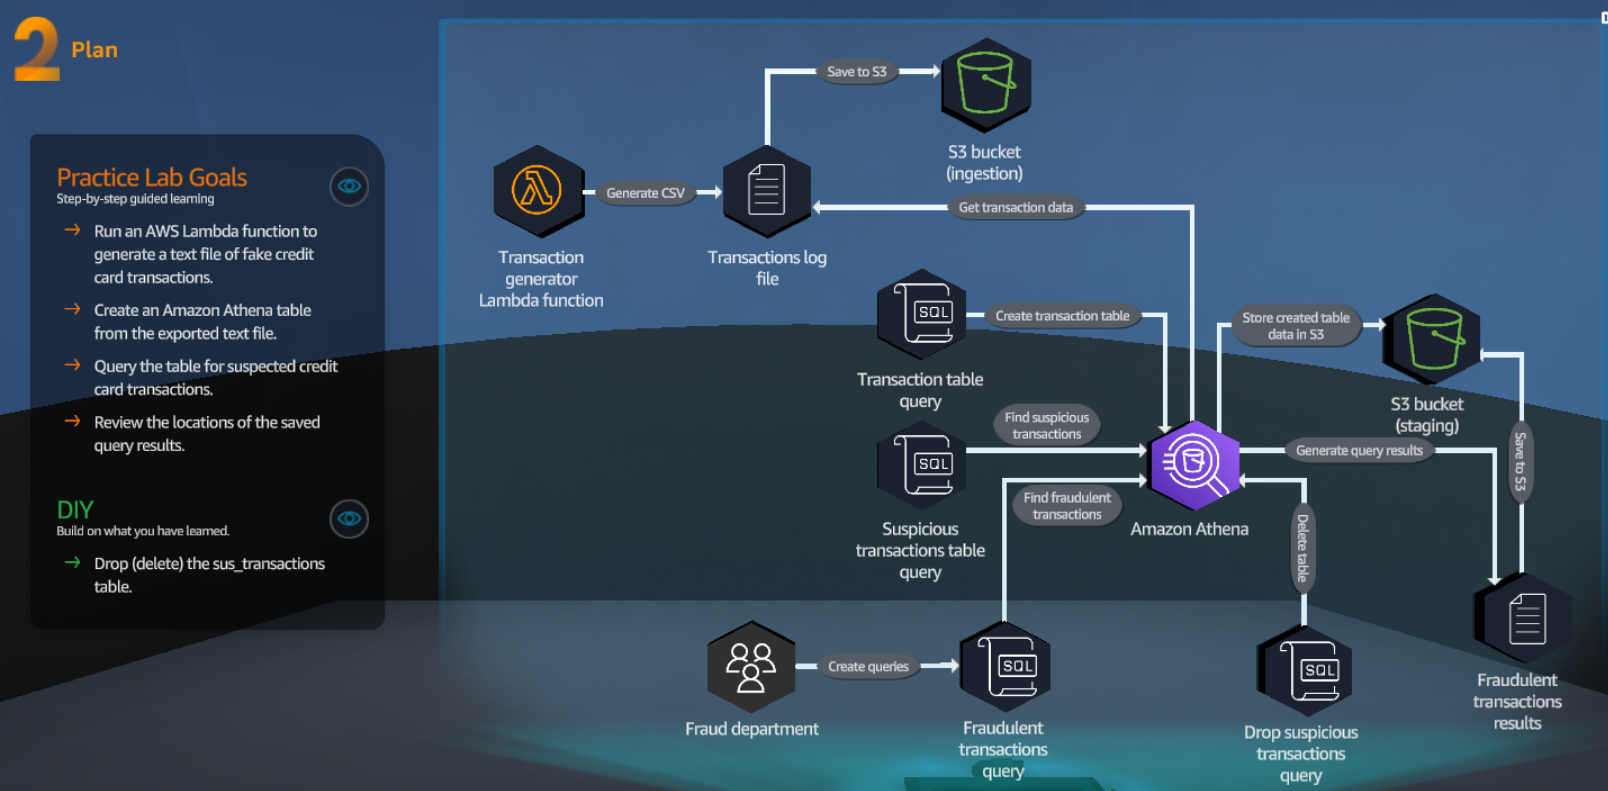 2 Plan
Practice Lab Goals
Step-by-step guided learning
Run an AWS Lambda function to
generate a text file of fake credit
card transactions.
Create an Amazon Athena table
from the exported text file.
Query the table for suspected credit
card transactions.
Review the locations of the saved
query results.
DIY
Build on what you have learned.
Drop (delete) the sus_transactions
table.
Save to S3
S3 bucket
(ingestion)
Generate CSV
Get transaction data
Transaction
generator
Lambda function
Transactions log
file
SQL
Create transaction table
Transaction table
query
Store created table
data in S3
S3 bucket
(staging)
Find suspicious
transactions
SQL
Suspicious
transactions table
query
Find fraudulent
transactions
Amazon Athena
Generate query results
Save to S3
Delete table
Fraud department
Create queries
SQL
Fraudulent
transactions
query
SQL
Drop suspicious
transactions
query
Fraudulent
transactions
results